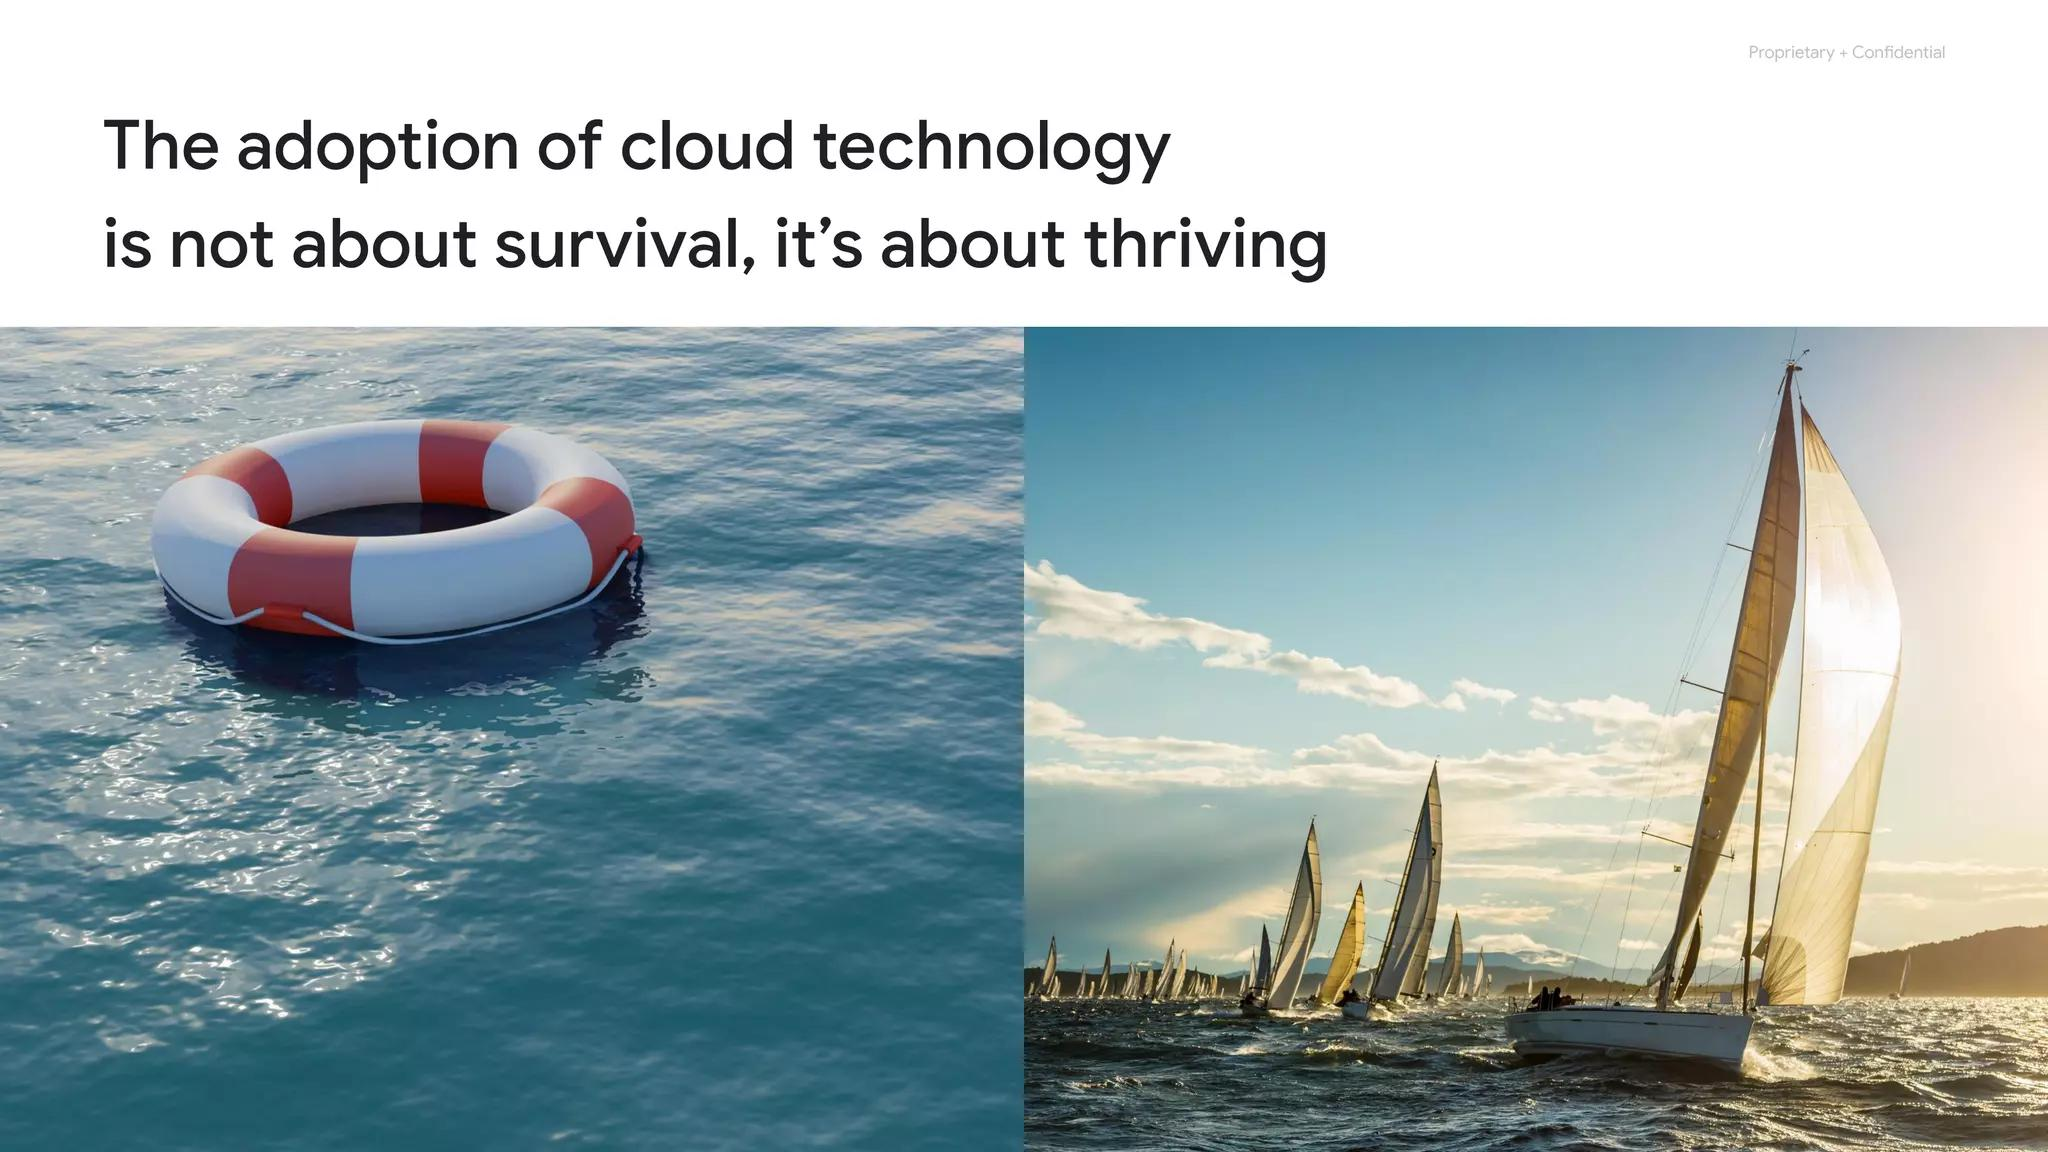 Proprietary + Confidential
The adoption of cloud technology
is not about survival, it’s about thriving